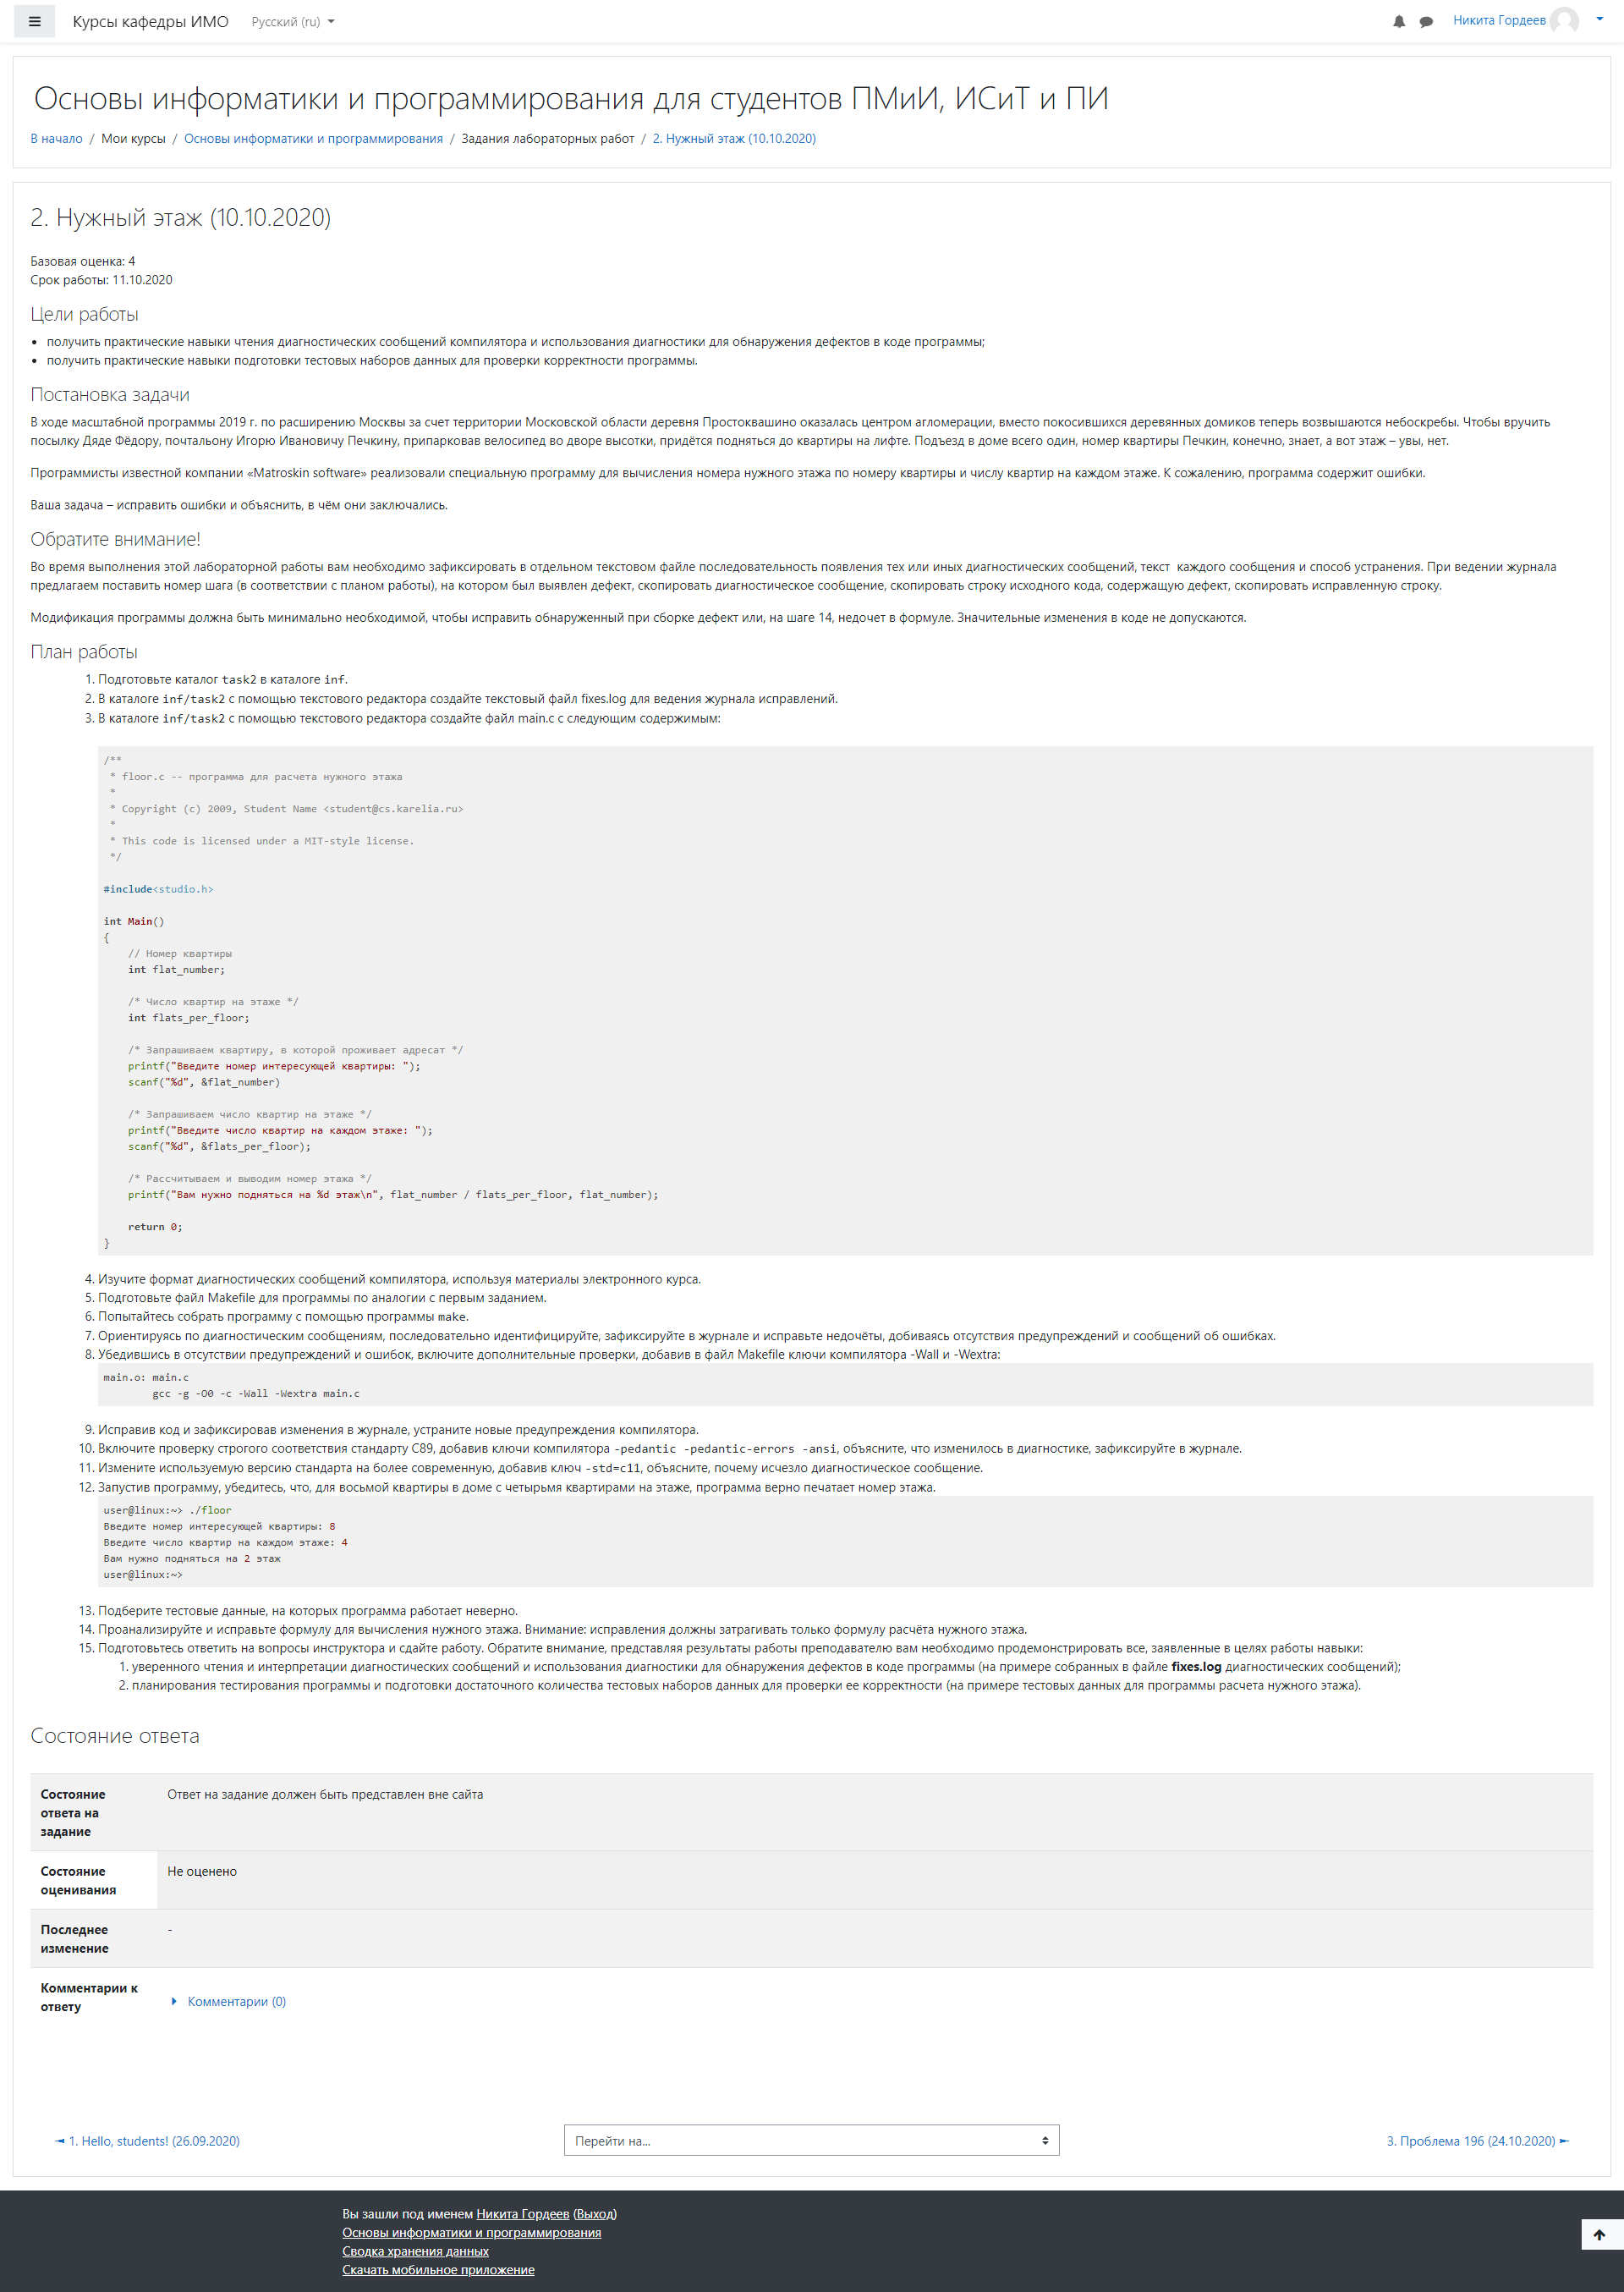 Курсы кафедры ИМО
Русский (ru)
Никита Гордеев
Основы информатики и программирования для студентов ПМиИ, ИСиТ и ПИ
В начало / Мои курсы / Основы информатики и программирования / Задания лабораторных работ / 2. Нужный этаж (10.10.2020)
2. Нужный этаж (10.10.2020)
Базовая оценка: 4
Срок работы: 11.10.2020
Цели работы
• получить практические навыки чтения диагностических сообщений компилятора и использования диагностики для обнаружения дефектов в коде программы;
• получить практические навыки подготовки тестовых наборов данных для проверки корректности программы.
Постановка задачи
В ходе масштабной программы 2019 г. по расширению Москвы за счет территории Московской области деревня Простоквашино оказалась центром агломерации, вместо покосившихся деревянных домиков теперь возвышаются небоскребы. Чтобы вручить
посылку Дяде Фёдору, почтальону Игорю Ивановичу Печкину, припарковав велосипед во дворе высотки, придётся подняться до квартиры на лифте. Подъезд в доме всего один, номер квартиры Печкин, конечно, знает, а вот этаж – увы, нет.
Программисты известной компании «Matroskin software» реализовали специальную программу для вычисления номера нужного этажа по номеру квартиры и числу квартир на каждом этаже. К сожалению, программа содержит ошибки.
Ваша задача – исправить ошибки и объяснить, в чём они заключались.
Обратите внимание!
Во время выполнения этой лабораторной работы вам необходимо зафиксировать в отдельном текстовом файле последовательность появления тех или иных диагностических сообщений, текст каждого сообщения и способ устранения. При ведении журнала
предлагаем поставить номер шага (в соответствии с планом работы), на котором был выявлен дефект, скопировать диагностическое сообщение, скопировать строку исходного кода, содержащую дефект, скопировать исправленную строку.
Модификация программы должна быть минимально необходимой, чтобы исправить обнаруженный при сборке дефект или, на шаге 14, недочет в формуле. Значительные изменения в коде не допускаются.
План работы
1. Подготовьте каталог task2 в каталоге inf.
2. В каталоге inf/task2 с помощью текстового редактора создайте текстовый файл fixes.log для ведения журнала исправлений.
3. В каталоге inf/task2 с помощью текстового редактора создайте файл main.c с следующим содержимым:
/**
* floor.c -- программа для расчета нужного этажа
*
* Copyright (c) 2009, Student Name <student@cs.karelia.ru>
*
* This code is licensed under a MIT-style license.
*/
#include<studio.h>
int Main()
{
// Номер квартиры
int flat_number;
/* Число квартир на этаже */
int flats_per_floor;
/* Запрашиваем квартиру, в которой проживает адресат */
printf("Введите номер интересующей квартиры: ");
scanf("%d", &flat_number)
/* Запрашиваем число квартир на этаже */
printf("Введите число квартир на каждом этаже: ");
scanf("%d", &flats_per_floor);
/* Рассчитываем и выводим номер этажа */
printf("Вам нужно подняться на %d этаж\n", flat_number / flats_per_floor, flat_number);
return 0;
}
4. Изучите формат диагностических сообщений компилятора, используя материалы электронного курса.
5. Подготовьте файл Makefile для программы по аналогии с первым заданием.
6. Попытайтесь собрать программу с помощью программы make.
7. Ориентируясь по диагностическим сообщениям, последовательно идентифицируйте, зафиксируйте в журнале и исправьте недочёты, добиваясь отсутствия предупреждений и сообщений об ошибках.
8. Убедившись в отсутствии предупреждений и ошибок, включите дополнительные проверки, добавив в файл Makefile ключи компилятора -Wall и -Wextra:
main.o: main.c
gcc -g -O0 -c -Wall -Wextra main.c
9. Исправив код и зафиксировав изменения в журнале, устраните новые предупреждения компилятора.
10. Включите проверку строгого соответствия стандарту C89, добавив ключи компилятора -pedantic -pedantic-errors -ansi, объясните, что изменилось в диагностике, зафиксируйте в журнале.
11. Измените используемую версию стандарта на более современную, добавив ключ -std=c11, объясните, почему исчезло диагностическое сообщение.
12. Запустив программу, убедитесь, что, для восьмой квартиры в доме с четырьмя квартирами на этаже, программа верно печатает номер этажа.
user@linux:~> ./floor
Введите номер интересующей квартиры: 8
Введите число квартир на каждом этаже: 4
Вам нужно подняться на 2 этаж
user@linux:~>
13. Подберите тестовые данные, на которых программа работает неверно.
14. Проанализируйте и исправьте формулу для вычисления нужного этажа. Внимание: исправления должны затрагивать только формулу расчёта нужного этажа.
15. Подготовьтесь ответить на вопросы инструктора и сдайте работу. Обратите внимание, представляя результаты работы преподавателю вам необходимо продемонстрировать все, заявленные в целях работы навыки:
1. уверенного чтения и интерпретации диагностических сообщений и использования диагностики для обнаружения дефектов в коде программы (на примере собранных в файле fixes.log диагностических сообщений);
2. планирования тестирования программы и подготовки достаточного количества тестовых наборов данных для проверки ее корректности (на примере тестовых данных для программы расчета нужного этажа).
Состояние ответа
Состояние ответа на задание
Ответ на задание должен быть представлен вне сайта
Состояние оценивания
Не оценено
Последнее изменение
-
Комментарии к ответу
Комментарии (0)
◄ 1. Hello, students! (26.09.2020)
Перейти на...
3. Проблема 196 (24.10.2020) ►
Вы зашли под именем Никита Гордеев (Выход)
Основы информатики и программирования
Сводка хранения данных
Скачать мобильное приложение